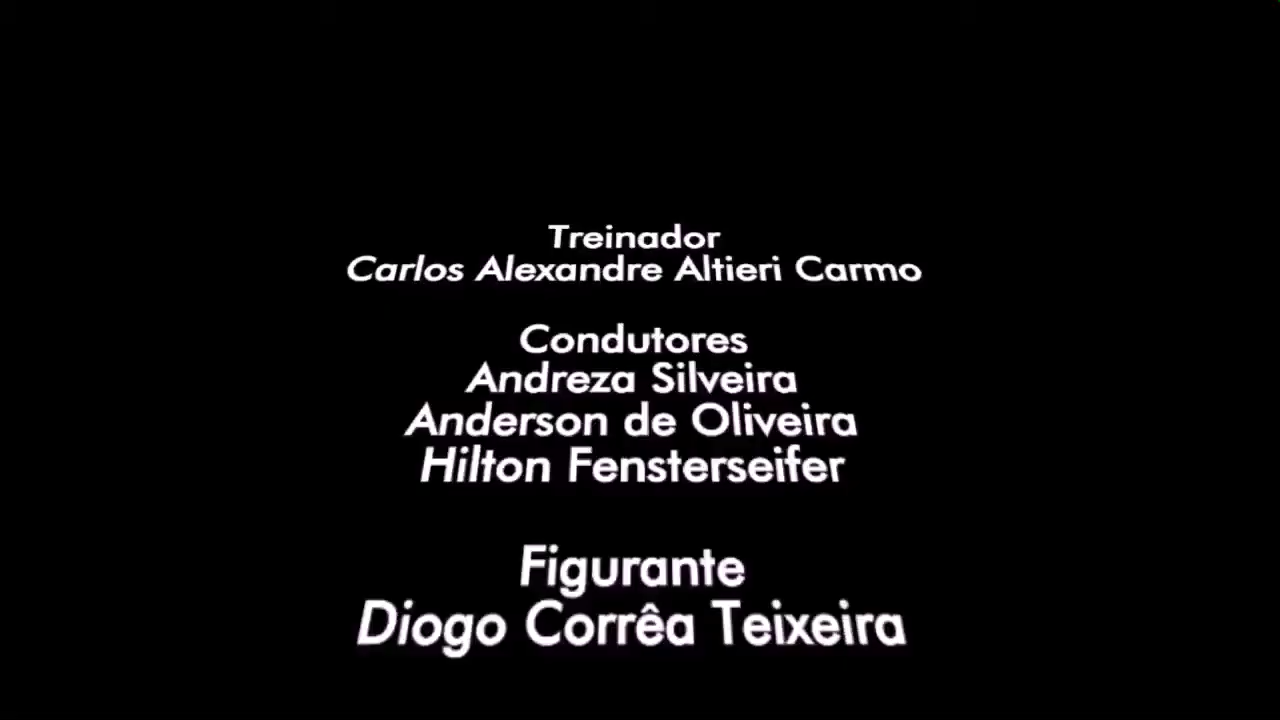 Treinador
Carlos Alexandre Altieri Carmo
Condutores
Andreza Silveira
Anderson de Oliveira
Hilton Fensterseifer
Figurante
Diogo Corrêa Teixeira